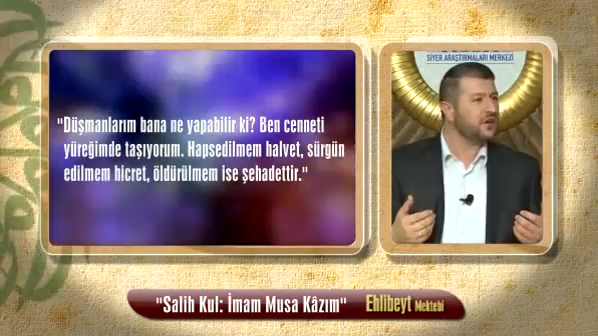 SİYER ARAŞTIRMALARI MERKEZİ
"Düşmanlarım bana ne yapabilir ki? Ben cenneti
yüreğimde taşıyorum. Hapsedilmem halvet, sürgün
edilmem hicret, öldürülmem ise şehadettir."
"Salih Kul: İmam Musa Kâzım" Ehlibeyt Mektebi